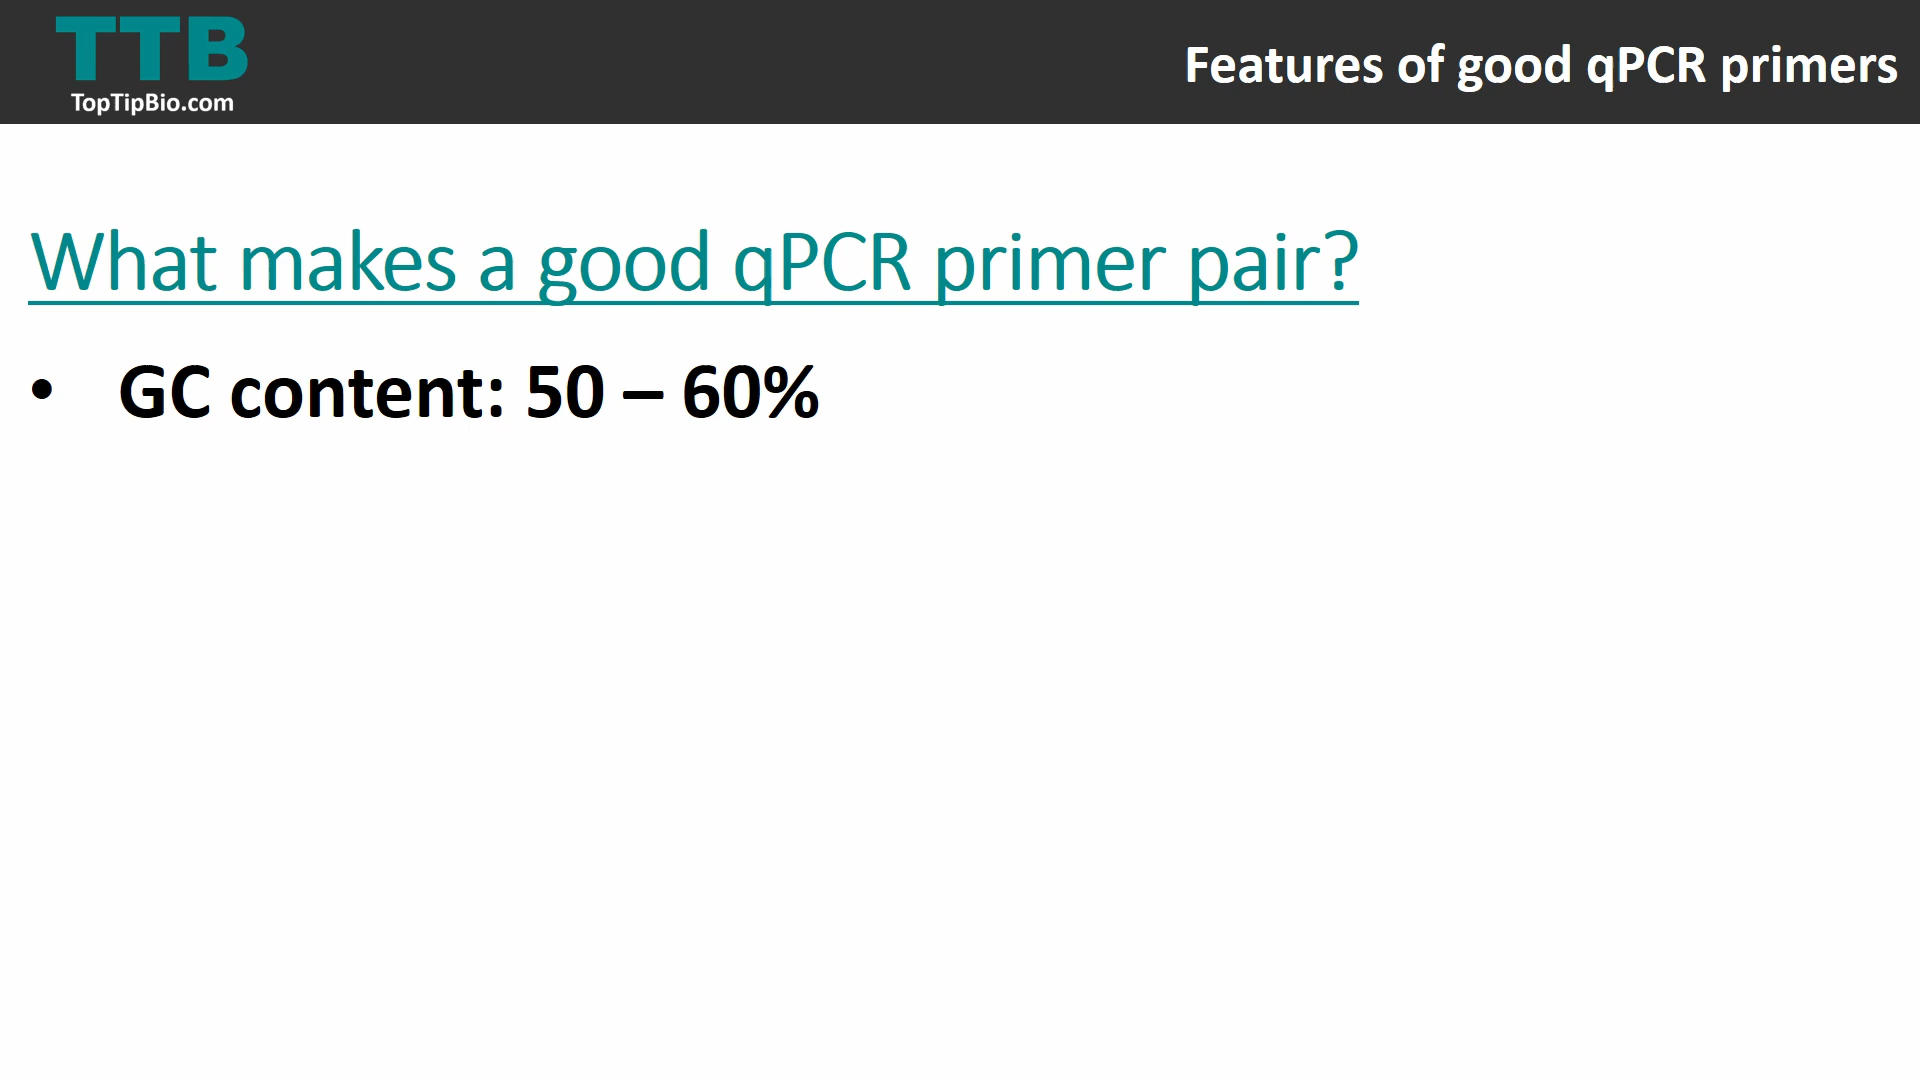 TTB
TopTipBio.com
Features of good qPCR primers
What makes a good qPCR primer pair?
• GC content: 50 – 60%